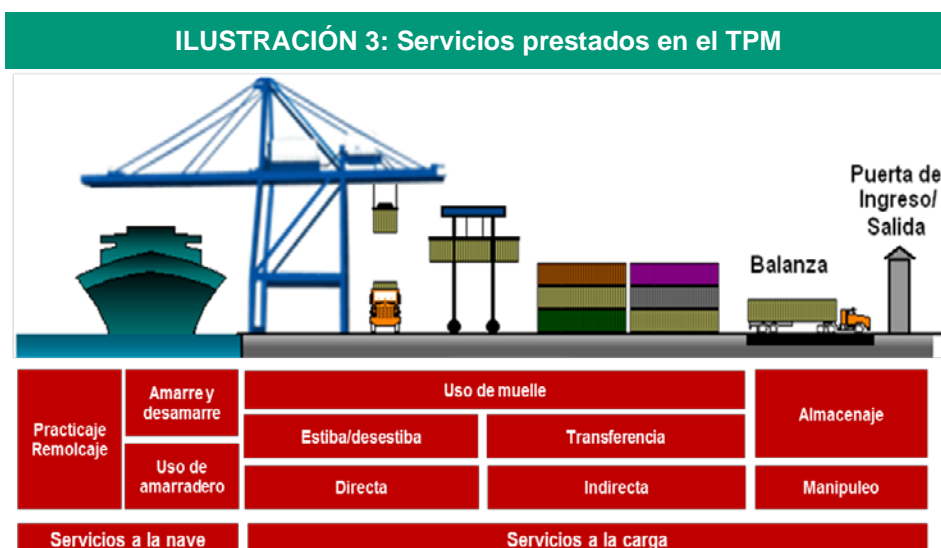 ILUSTRACIÓN 3: Servicios prestados en el TPM
Puerta de
Ingreso/
Salida
Balanza
Practicaje
Remolcaje
Amarre y
desamarre
Uso de
amarradero
Uso de muelle
Estiba/desestiba
Transferencia
Directa
Indirecta
Almacenaje
Manipuleo
Servicios a la nave
Servicios a la carga